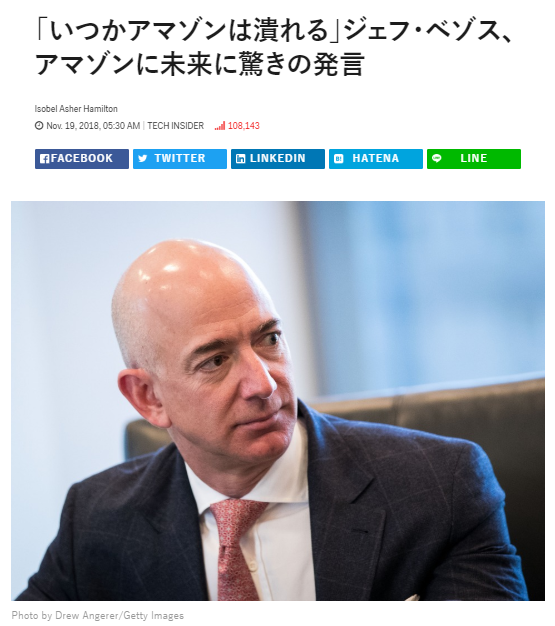 「いつかアマゾンは潰れる」ジェフ・ベゾス、
アマゾンに未来に驚きの発言
Isobel Asher Hamilton
Nov. 19, 2018, 05:30 AM | TECH INSIDER 108,143
FACEBOOK TWITTER LINKEDIN HATENA LINE
Photo by Drew Angerer/Getty Images